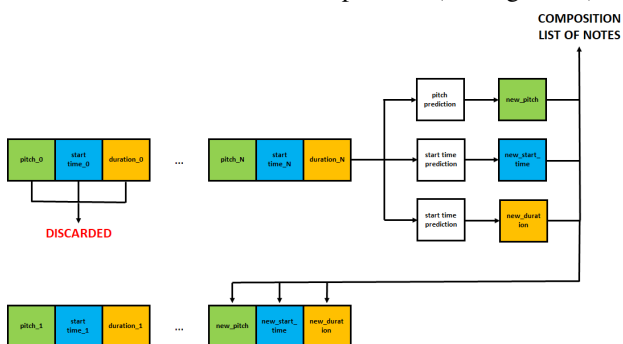 COMPOSITION
LIST OF NOTES
pitch
prediction
new_pitch
pitch_0
start
time_0
duration_0
...
pitch_N
start
time_N
duration_N
start time
prediction
new_start_
time
start time
prediction
new_durat
ion
DISCARDED
pitch_1
start
time_1
duration_1
...
new_pitch
new_start_
time
new_durat
ion